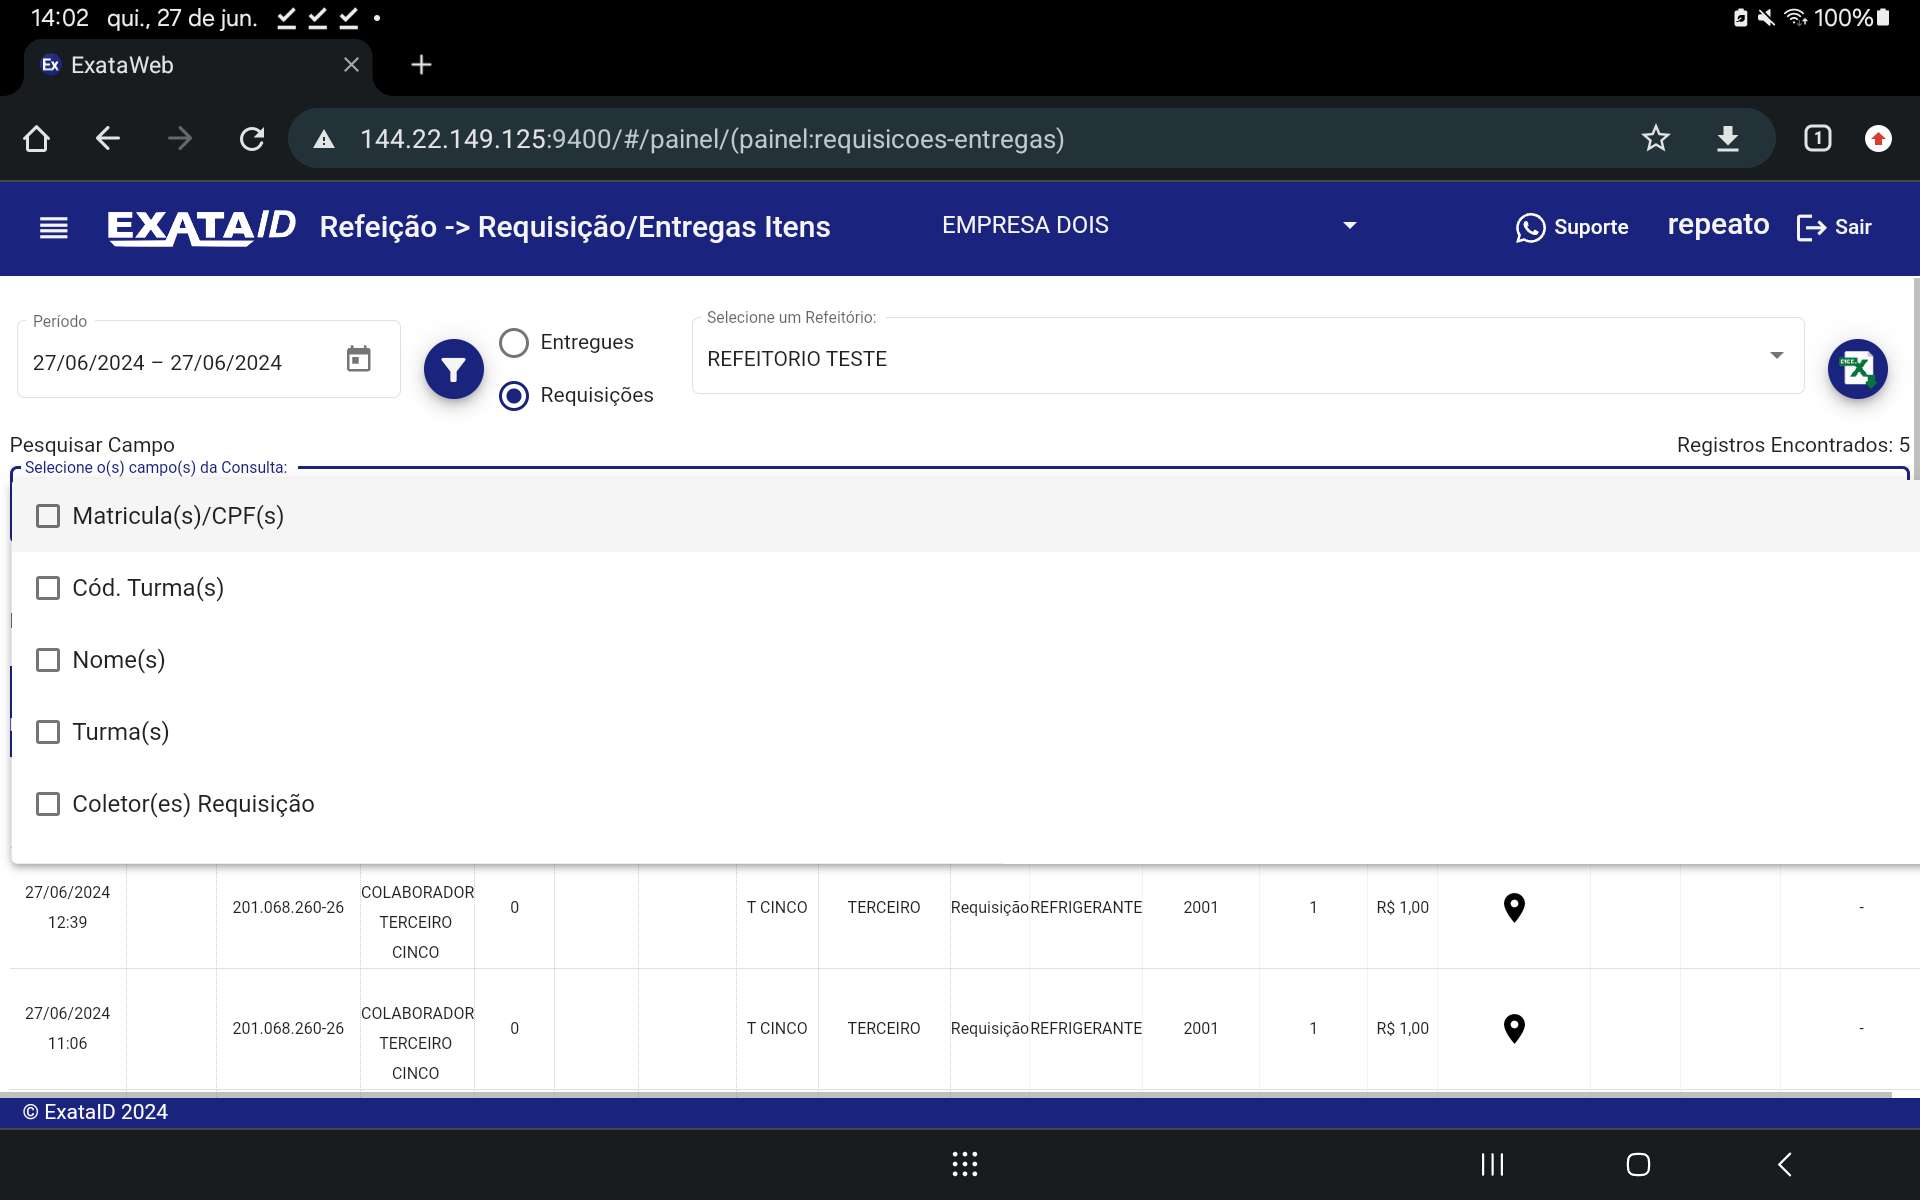 14:02 qui., 27 de jun.
100%
Ex ExataWeb
144.22.149.125:9400/#/painel/(painel:requisicoes-entregas)
1
EXATAID Refeição -> Requisição/Entregas Itens EMPRESA DOIS Suporte repeato Sair
Período
27/06/2024 – 27/06/2024
Entregues
Requisições
Selecione um Refeitório:
REFEITORIO TESTE
Pesquisar Campo
Registros Encontrados: 5
Selecione o(s) campo(s) da Consulta:
Matricula(s)/CPF(s)
Cód. Turma(s)
Nome(s)
Turma(s)
Coletor(es) Requisição
27/06/2024
12:39
201.068.260-26
COLABORADOR
TERCEIRO
CINCO
0
T CINCO
TERCEIRO
Requisição
REFRIGERANTE
2001
1
R$ 1,00
-
27/06/2024
11:06
201.068.260-26
COLABORADOR
TERCEIRO
CINCO
0
T CINCO
TERCEIRO
Requisição
REFRIGERANTE
2001
1
R$ 1,00
-
© ExataID 2024